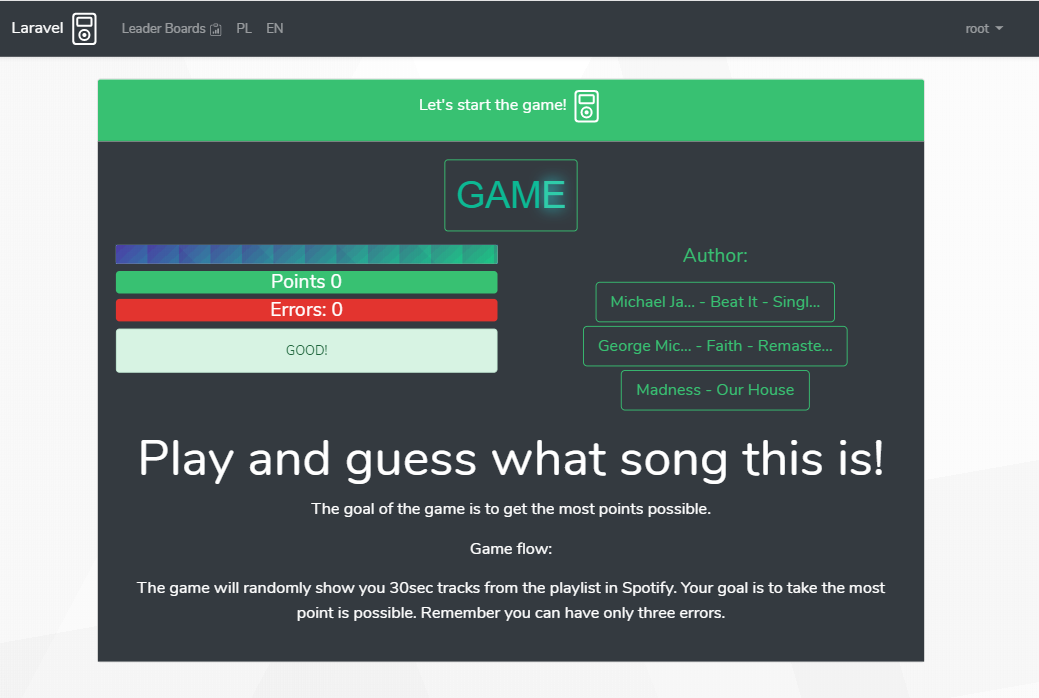 Laravel Leader Boards PL EN root
Let's start the game!
GAME
Points 0
Errors: 0
GOOD!
Author:
Michael Ja... - Beat It - Singl...
George Mic... - Faith - Remaste...
Madness - Our House
Play and guess what song this is!
The goal of the game is to get the most points possible.
Game flow:
The game will randomly show you 30sec tracks from the playlist in Spotify. Your goal is to take the most
point is possible. Remember you can have only three errors.